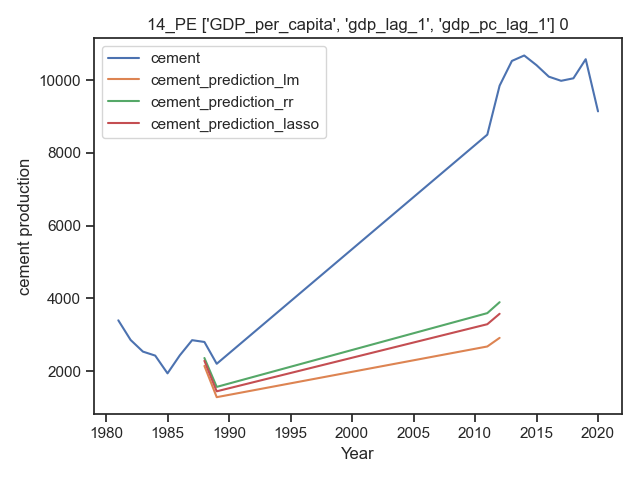 14_PE ['GDP_per_capita', 'gdp_lag_1', 'gdp_pc_lag_1'] 0
cement
cement_prediction_lm
cement_prediction_rr
cement_prediction_lasso
cement production
10000
8000
6000
4000
2000
1980 1985 1990 1995 2000 2005 2010 2015 2020
Year